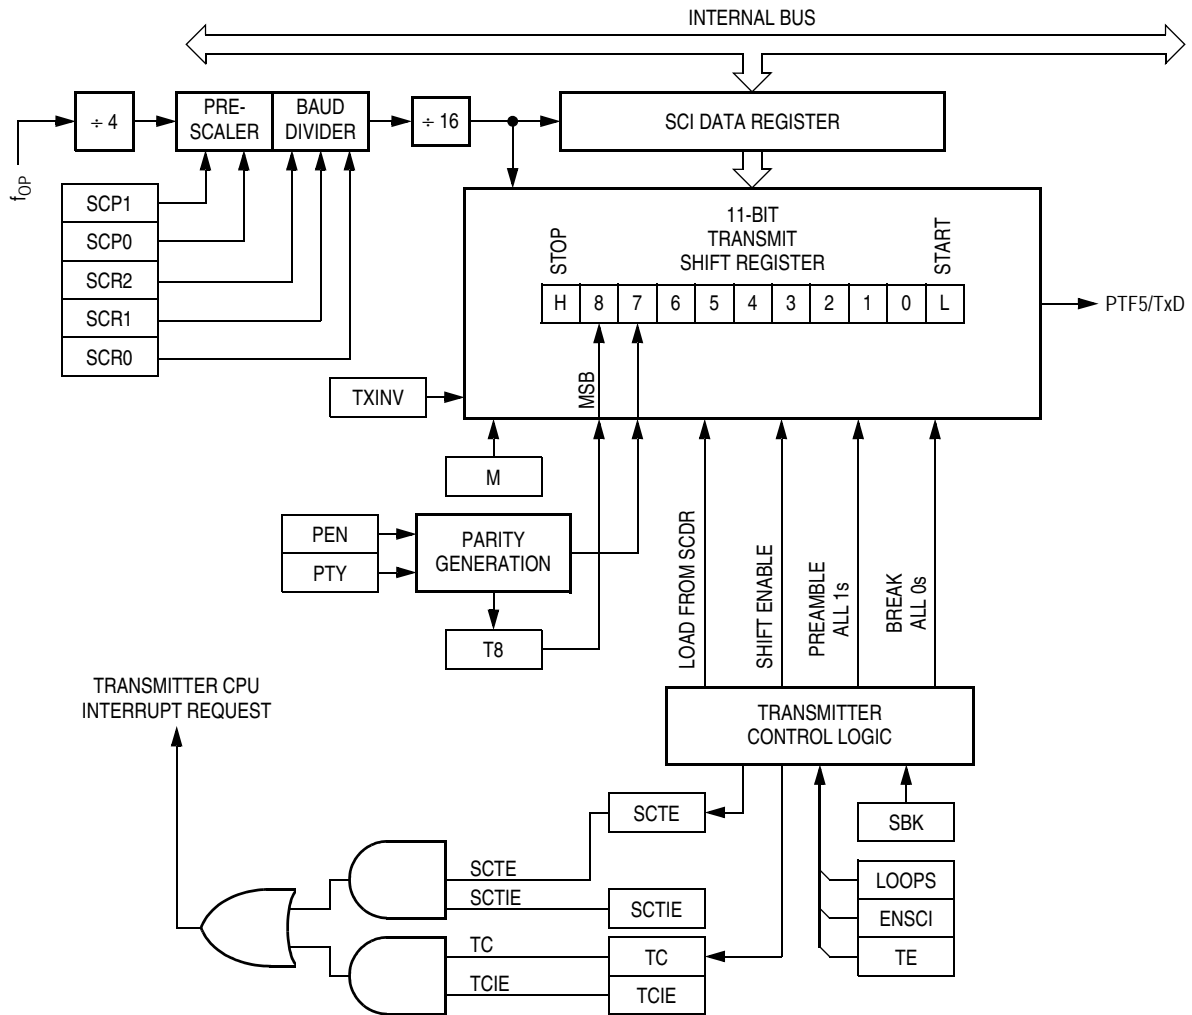 INTERNAL BUS
÷ 4
PRE-
SCALER
BAUD
DIVIDER
÷ 16
SCI DATA REGISTER
fOP
SCP1
SCP0
SCR2
SCR1
SCR0
11-BIT
TRANSMIT
SHIFT REGISTER
STOP
START
H 8 7 6 5 4 3 2 1 0 L
PTF5/TxD
MSB
TXINV
M
PEN
PTY
PARITY
GENERATION
T8
LOAD FROM SCDR
SHIFT ENABLE
PREAMBLE
ALL 1s
BREAK
ALL 0s
TRANSMITTER CPU
INTERRUPT REQUEST
TRANSMITTER
CONTROL LOGIC
SCTE
SBK
SCTE
SCTIE
SCTIE
LOOPS
ENSCI
TE
TC
TC
TCIE
TCIE